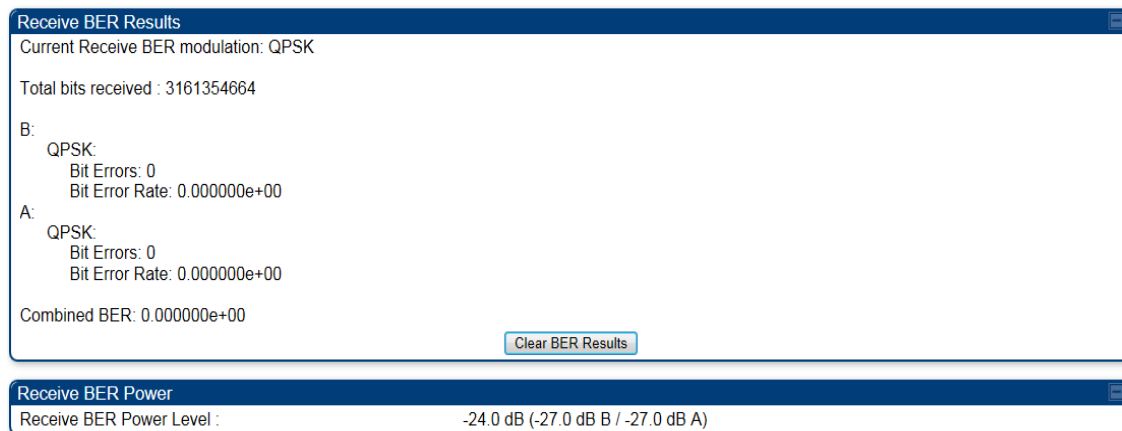 Receive BER Results
Current Receive BER modulation: QPSK
Total bits received : 3161354664
B:
QPSK:
Bit Errors: 0
Bit Error Rate: 0.000000e+00
A:
QPSK:
Bit Errors: 0
Bit Error Rate: 0.000000e+00
Combined BER: 0.000000e+00
Clear BER Results
Receive BER Power
Receive BER Power Level : -24.0 dB (-27.0 dB B / -27.0 dB A)